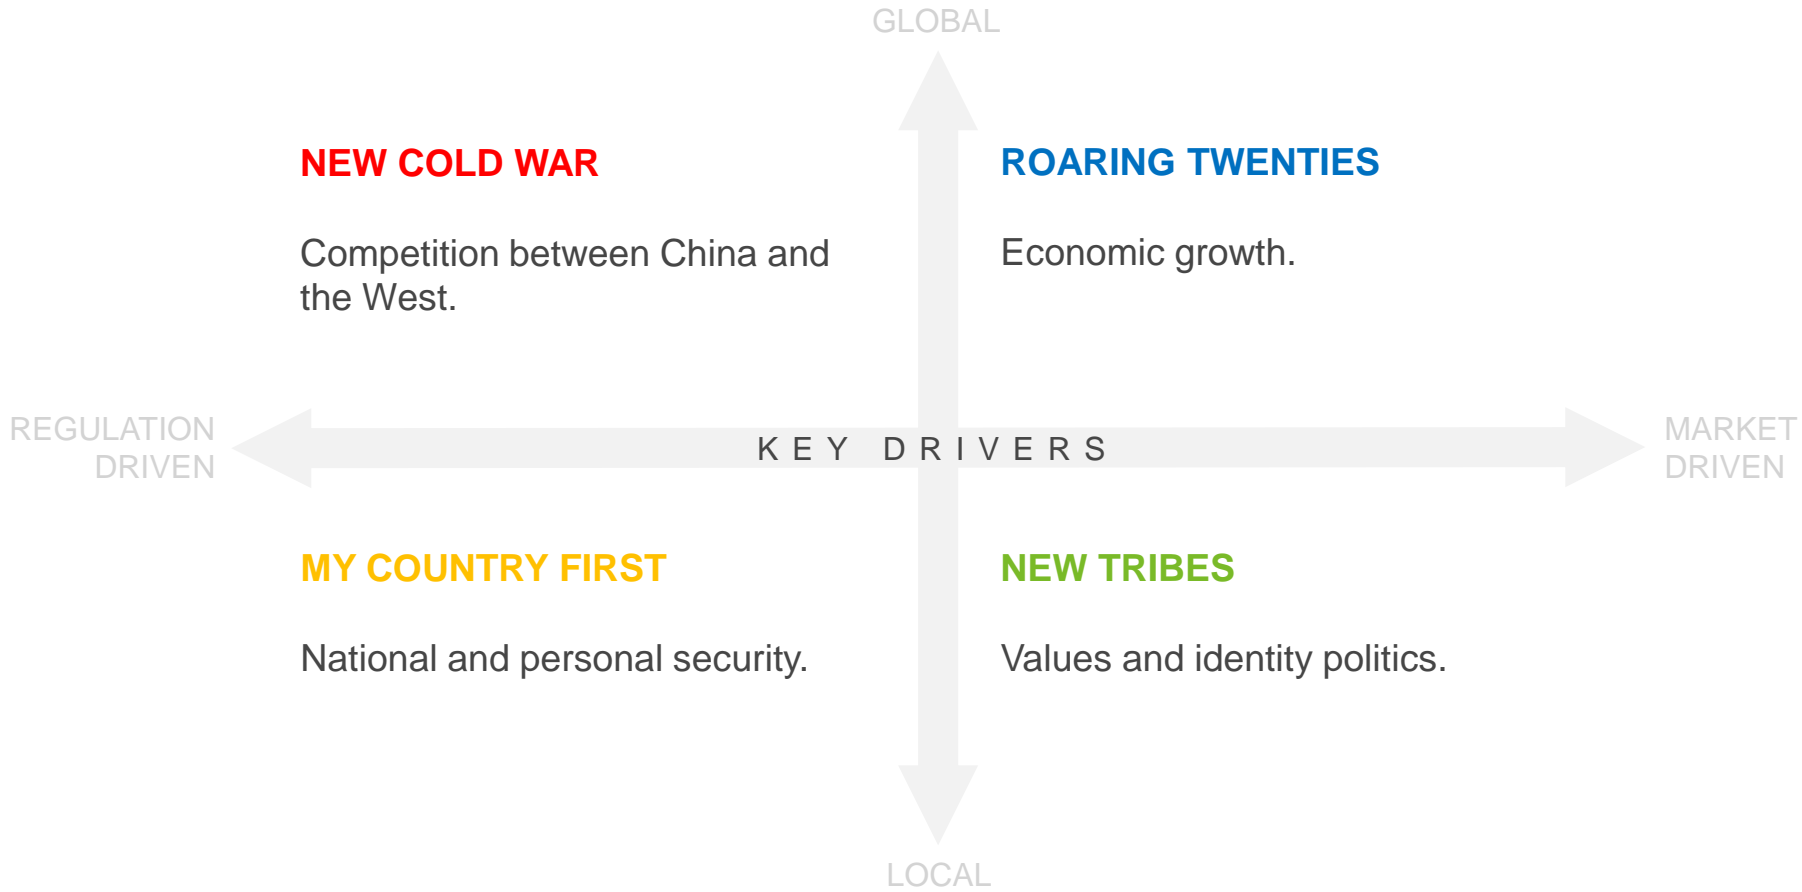 GLOBAL
NEW COLD WAR
Competition between China and
the West.
ROARING TWENTIES
Economic growth.
REGULATION
DRIVEN
KEY DRIVERS
MARKET
DRIVEN
MY COUNTRY FIRST
National and personal security.
NEW TRIBES
Values and identity politics.
LOCAL